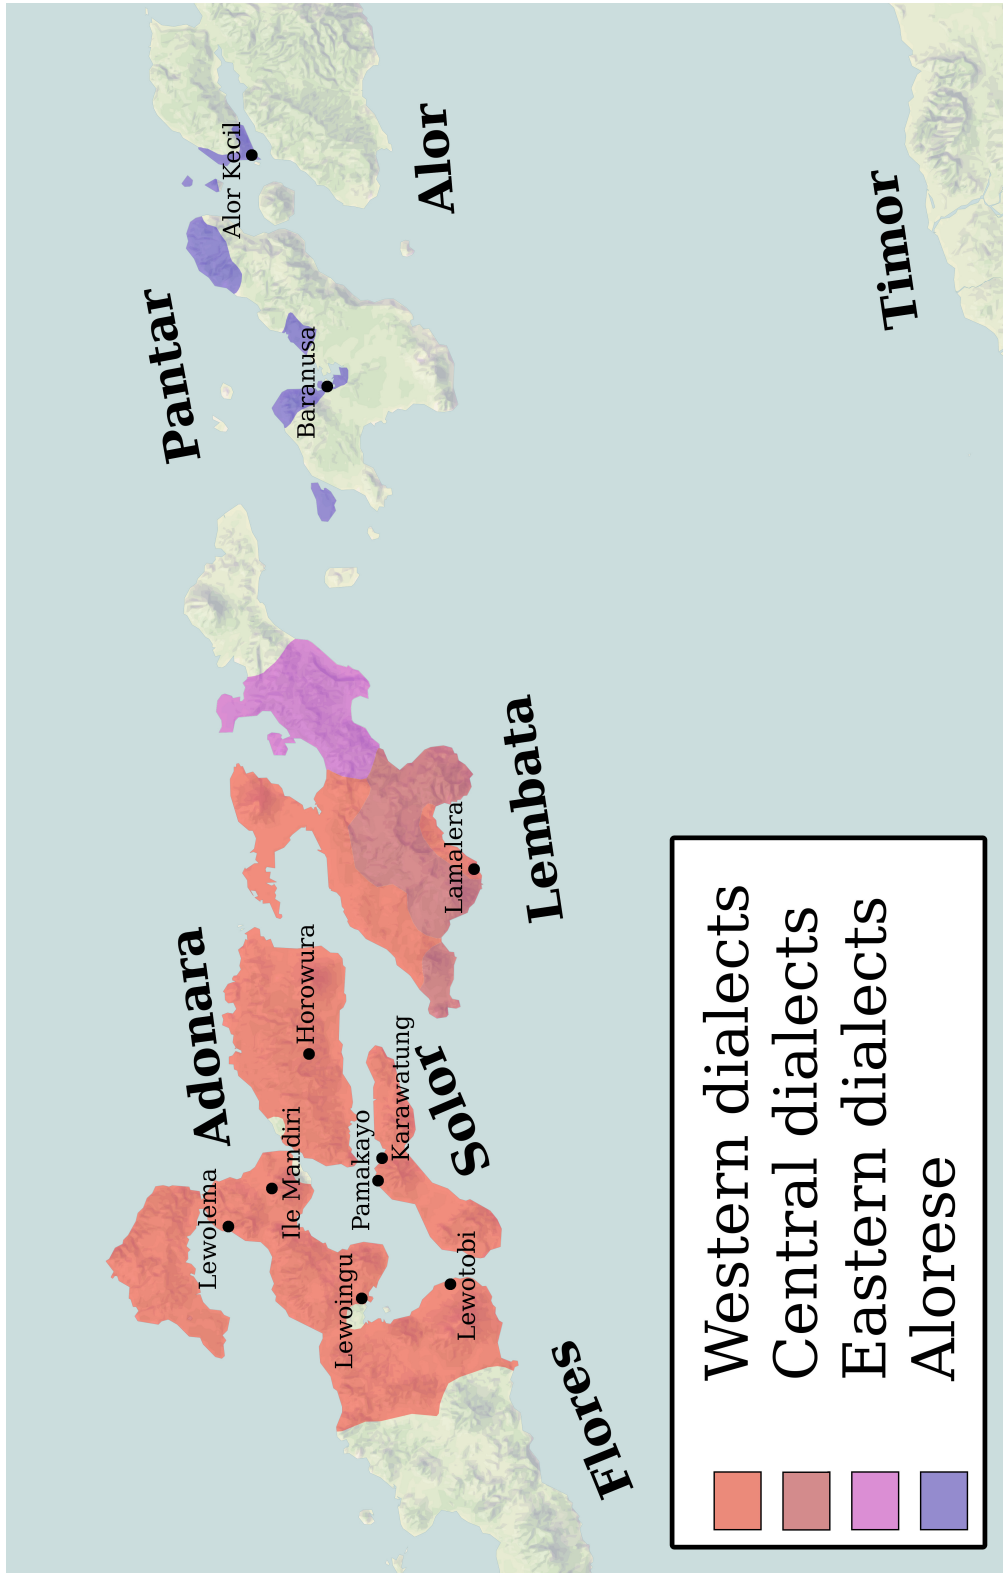 Pantar
Alor
Alor Kecil
Baranusa
Timor
Adonara
Lembata
Lamalera
Horowura
Solor
Karawatung
Pamakayo
Ile Mandiri
Lewolema
Lewoingu
Lewotobi
Flores
Western dialects
Central dialects
Eastern dialects
Alorese